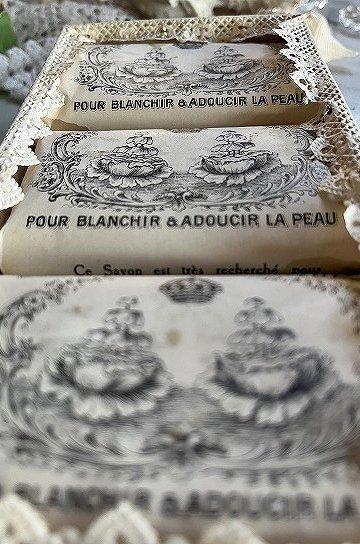 POUR BLANCHIR & ADOUCIR LA PEAU
POUR BLANCHIR & ADOUCIR LA PEAU
Ce Savon est très recherché pour
BLANCHIR & ADOUCIR LA